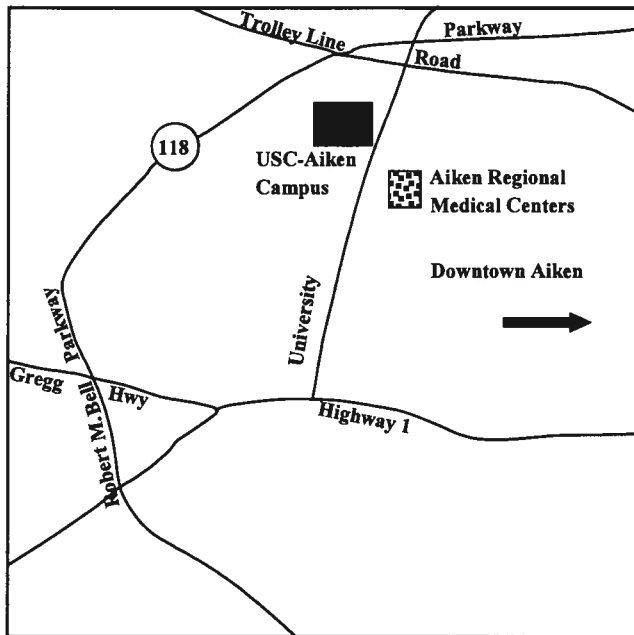 Trolley Line
Road
Parkway
118
USC-Aiken
Campus
Aiken Regional
Medical Centers
Downtown Aiken
University
Parkway
Gregg
Hwy
Robert M. Bell
Highway 1